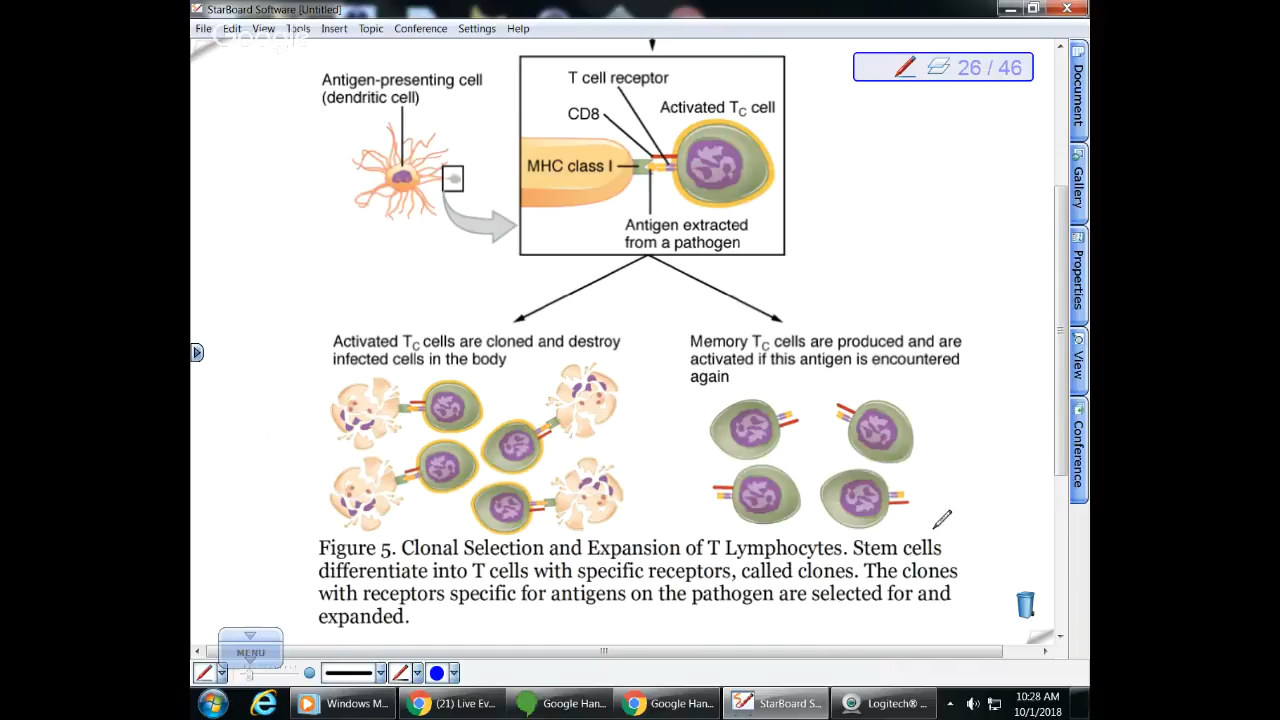 StarBoard Software [Untitled]
File Edit View Tools Insert Topic Conference Settings Help
Google
26 / 46
Antigen-presenting cell
(dendritic cell)
T cell receptor
CD8
Activated TC cell
MHC class I
Antigen extracted
from a pathogen
Activated TC cells are cloned and destroy
infected cells in the body
Memory TC cells are produced and are
activated if this antigen is encountered
again
Figure 5. Clonal Selection and Expansion of T Lymphocytes. Stem cells
differentiate into T cells with specific receptors, called clones. The clones
with receptors specific for antigens on the pathogen are selected for and
expanded.
Document
Gallery
Properties
View
Conference
MENU
Windows M...
(21) Live Ev...
Google Han...
Google Han...
StarBoard S...
Logitech® ...
10:28 AM
10/1/2018